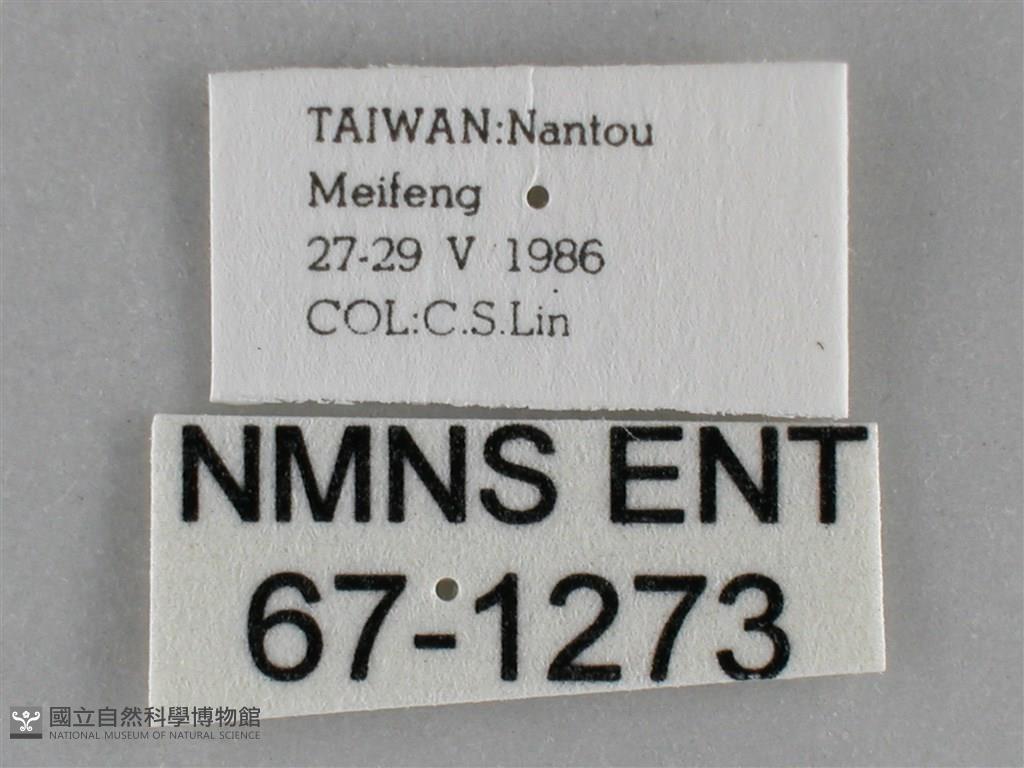 TAIWAN:Nantou
Meifeng
27-29 V 1986
COL:C.S.Lin
NMNS ENT
67-1273
國立自然科學博物館
NATIONAL MUSEUM OF NATURAL SCIENCE